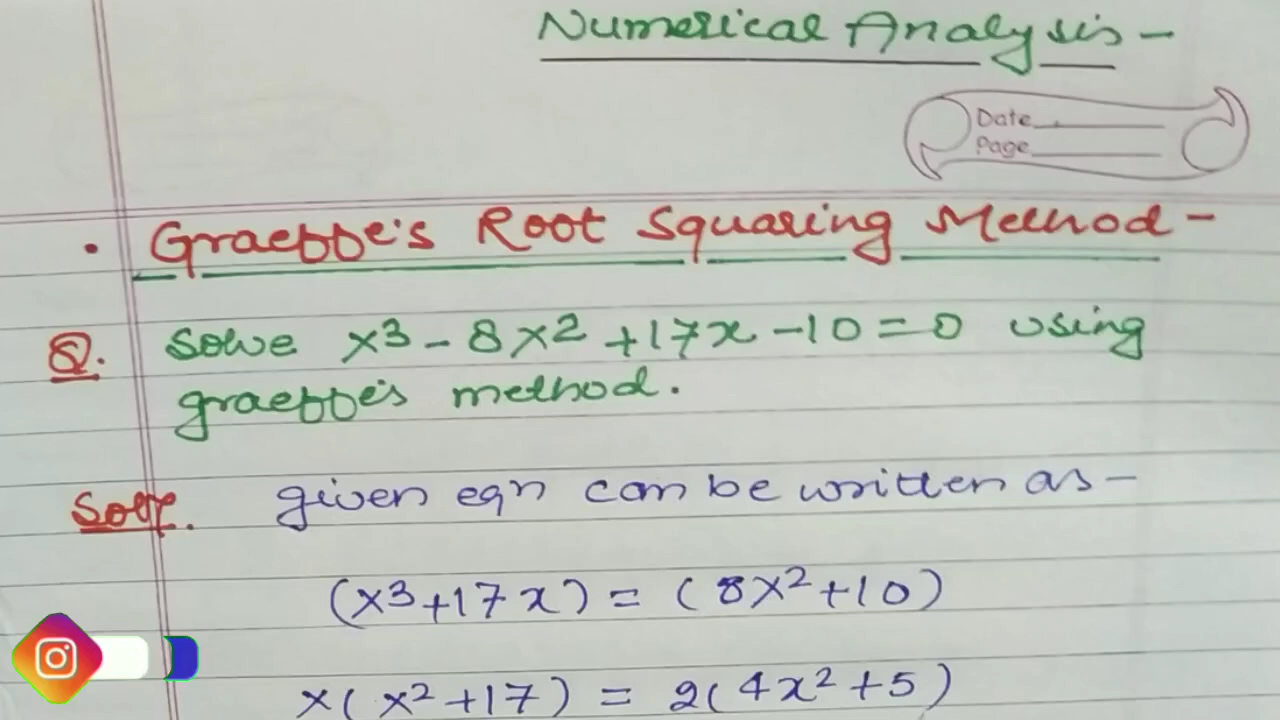 Numerical Analysis -
Date
Page
• Graeffe's Root Squaring Method -
Q. Solve x³ - 8x² + 17x - 10 = 0 using
graeffe's method.
Solⁿ. given eqn can be written as -
(x³ + 17x) = (8x² + 10)
x(x² + 17) = 2(4x² + 5)